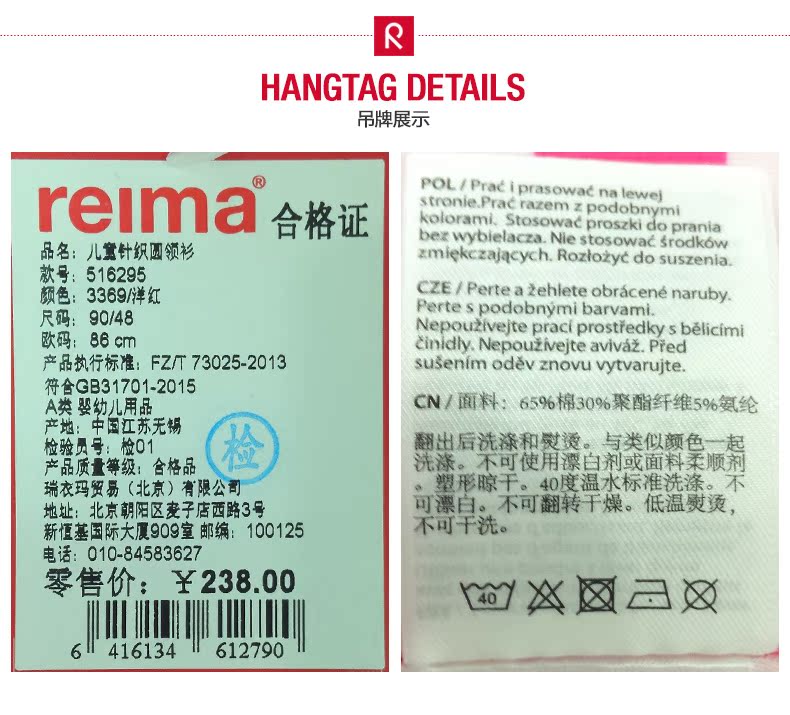 R
HANGTAG DETAILS
吊牌展示
reima®
合格证
品名：儿童针织圆领衫
款号：516295
颜色：3369/洋红
尺码：90/48
欧码：86 cm
产品执行标准：FZ/T 73025-2013
符合GB31701-2015
A类 婴幼儿用品
产地：中国江苏无锡
检验员号：检01
产品质量等级：合格品
检
瑞衣玛贸易（北京）有限公司
地址：北京朝阳区麦子店西路3号
新恒基国际大厦909室 邮编：100125
电话：010-84583627
零售价：￥238.00
6 416134 612790
POL / Prać i prasować na lewej
stronie.Prać razem z podobnymi
kolorami. Stosować proszki do prania
bez wybielacza. Nie stosować środków
zmiękczających. Rozłożyć do suszenia.
CZE / Perte a žehlete obrácené naruby.
Perte s podobnými barvami.
Nepoužívejte prací prostředky s bělicími
činidly. Nepoužívejte aviváž. Před
sušením oděv znovu vytvarujte.
CN / 面料：65%棉30%聚酯纤维5%氨纶
翻出后洗涤和熨烫。与类似颜色一起
洗涤。不可使用漂白剂或面料柔顺剂
。塑形晾干。40度温水标准洗涤。不
可漂白。不可翻转干燥。低温熨烫，
不可干洗。
40